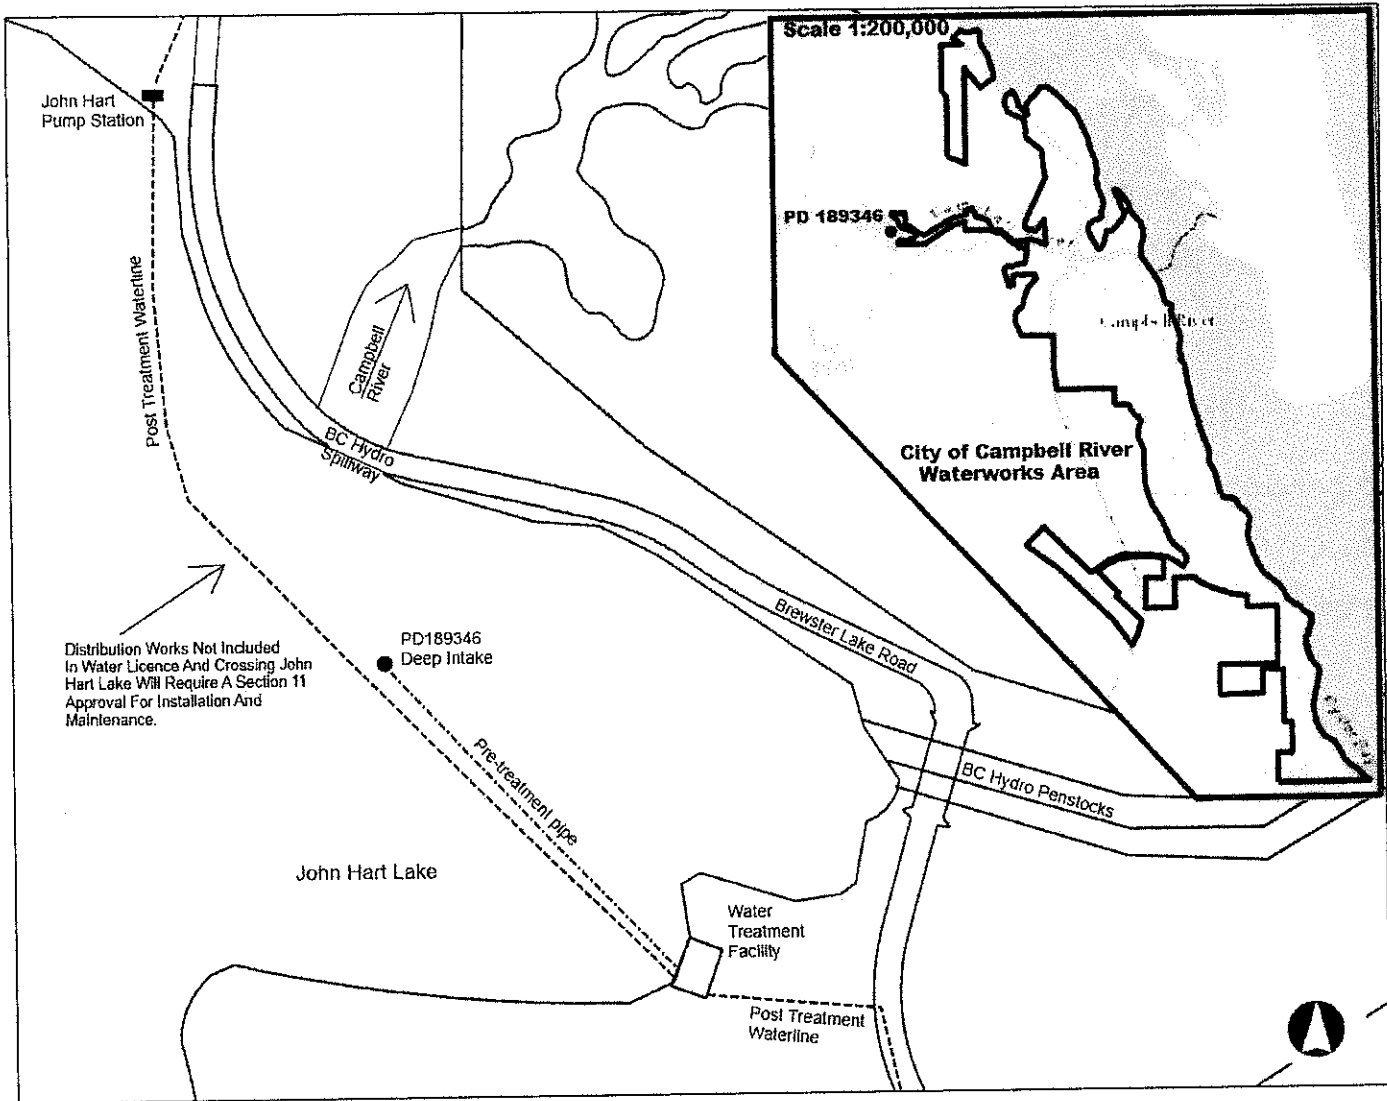 Scale 1:200,000
John Hart
Pump Station
PD 189346
Post Treatment Waterline
Campbell
River
Campbell River
BC Hydro
Spillway
City of Campbell River
Waterworks Area
Brewster Lake Road
Distribution Works Not Included
In Water Licence And Crossing John
Hart Lake Will Require A Section 11
Approval For Installation And
Maintenance.
PD189346
Deep Intake
Pre-treatment pipe
BC Hydro Penstocks
John Hart Lake
Water
Treatment
Facility
Post Treatment
Waterline